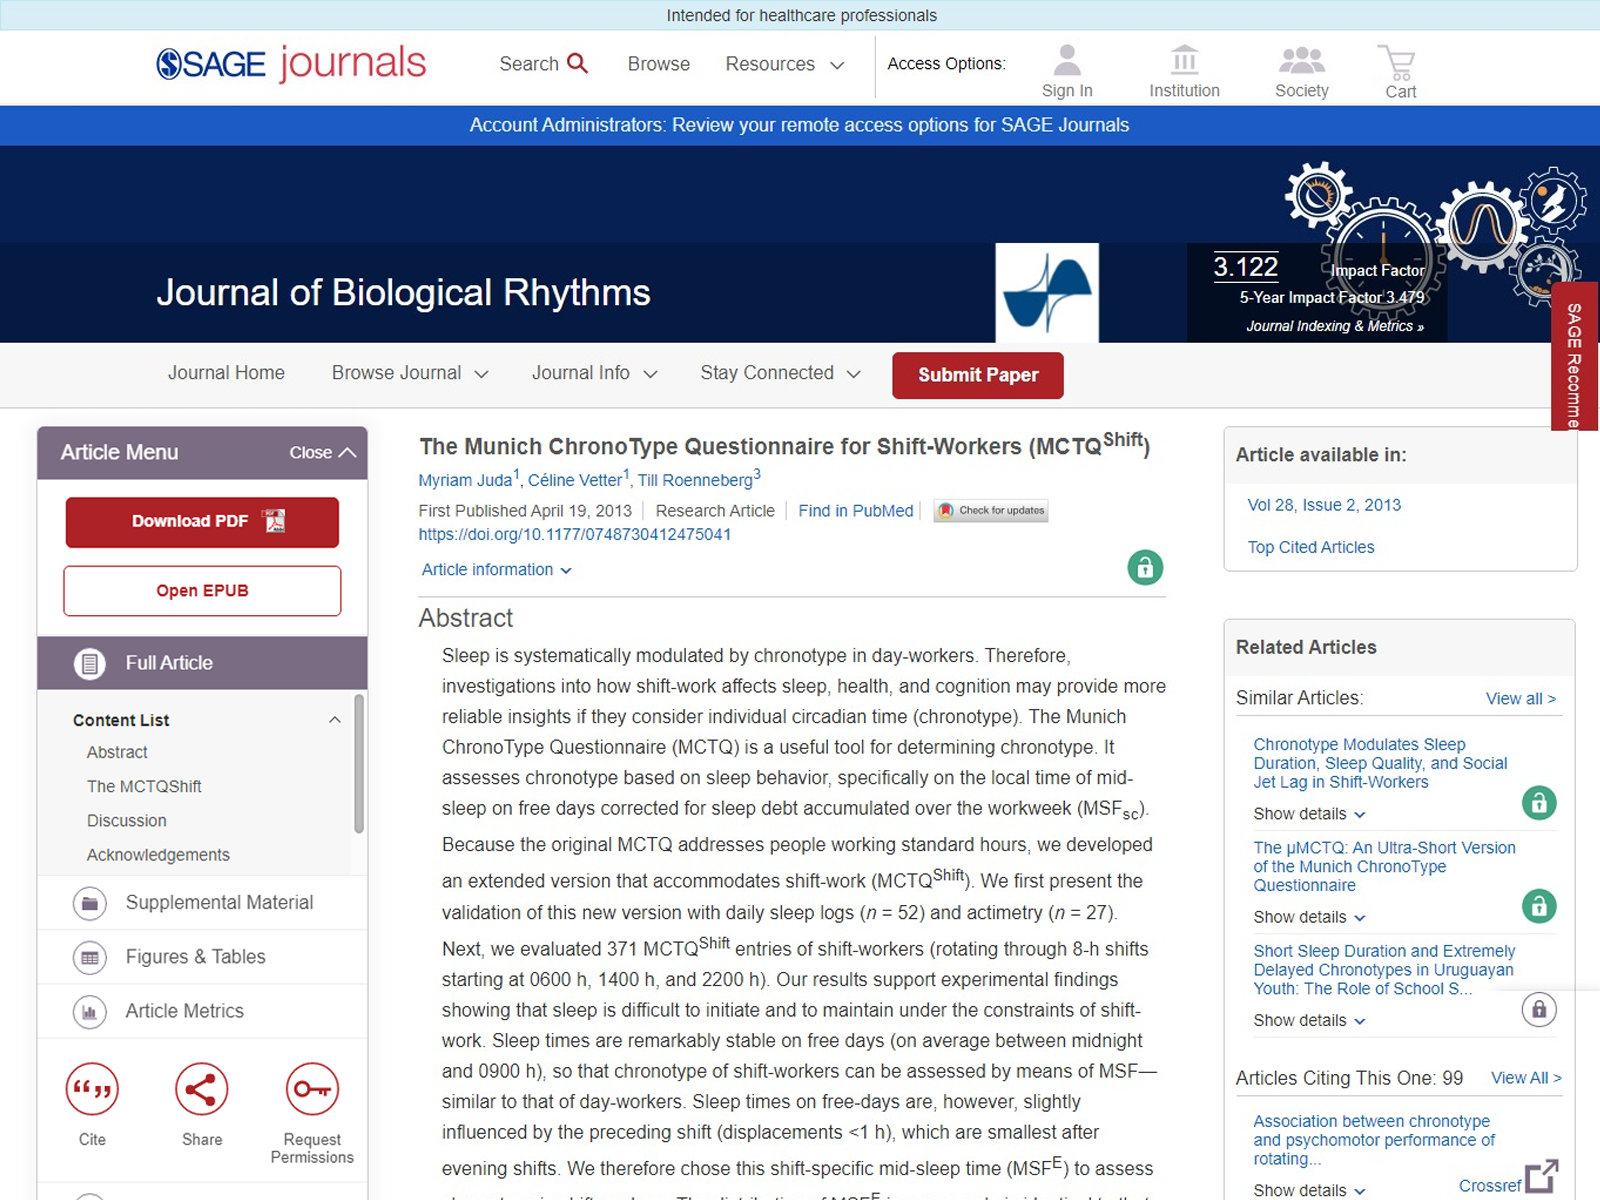 Intended for healthcare professionals
SAGE journals
Search
Browse
Resources
Access Options:
Sign In
Institution
Society
Cart
Account Administrators: Review your remote access options for SAGE Journals
Journal of Biological Rhythms
3.122 Impact Factor
5-Year Impact Factor 3.479
Journal Indexing & Metrics »
SAGE Recomme
Journal Home
Browse Journal
Journal Info
Stay Connected
Submit Paper
Article Menu
Close
Download PDF
Open EPUB
Full Article
Content List
Abstract
The MCTQShift
Discussion
Acknowledgements
Supplemental Material
Figures & Tables
Article Metrics
Cite
Share
Request
Permissions
The Munich ChronoType Questionnaire for Shift-Workers (MCTQShift)
Myriam Juda1, Céline Vetter1, Till Roenneberg3
First Published April 19, 2013 Research Article Find in PubMed Check for updates
https://doi.org/10.1177/0748730412475041
Article information
Abstract
Sleep is systematically modulated by chronotype in day-workers. Therefore,
investigations into how shift-work affects sleep, health, and cognition may provide more
reliable insights if they consider individual circadian time (chronotype). The Munich
ChronoType Questionnaire (MCTQ) is a useful tool for determining chronotype. It
assesses chronotype based on sleep behavior, specifically on the local time of mid-
sleep on free days corrected for sleep debt accumulated over the workweek (MSFsc).
Because the original MCTQ addresses people working standard hours, we developed
an extended version that accommodates shift-work (MCTQShift). We first present the
validation of this new version with daily sleep logs (n = 52) and actimetry (n = 27).
Next, we evaluated 371 MCTQShift entries of shift-workers (rotating through 8-h shifts
starting at 0600 h, 1400 h, and 2200 h). Our results support experimental findings
showing that sleep is difficult to initiate and to maintain under the constraints of shift-
work. Sleep times are remarkably stable on free days (on average between midnight
and 0900 h), so that chronotype of shift-workers can be assessed by means of MSF—
similar to that of day-workers. Sleep times on free-days are, however, slightly
influenced by the preceding shift (displacements <1 h), which are smallest after
evening shifts. We therefore chose this shift-specific mid-sleep time (MSFE) to assess
Article available in:
Vol 28, Issue 2, 2013
Top Cited Articles
Related Articles
Similar Articles:
View all >
Chronotype Modulates Sleep
Duration, Sleep Quality, and Social
Jet Lag in Shift-Workers
Show details
The μMCTQ: An Ultra-Short Version
of the Munich ChronoType
Questionnaire
Show details
Short Sleep Duration and Extremely
Delayed Chronotypes in Uruguayan
Youth: The Role of School S...
Show details
Articles Citing This One: 99
View All >
Association between chronotype
and psychomotor performance of
rotating...
Crossref
Show details